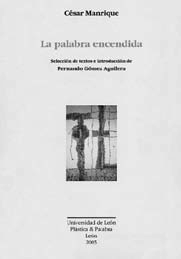 César Manrique
La palabra encendida
Selección de textos e introducción de
Fernando Gómez Aguilera
Universidad de León
Plástica & Palabra
León
2005